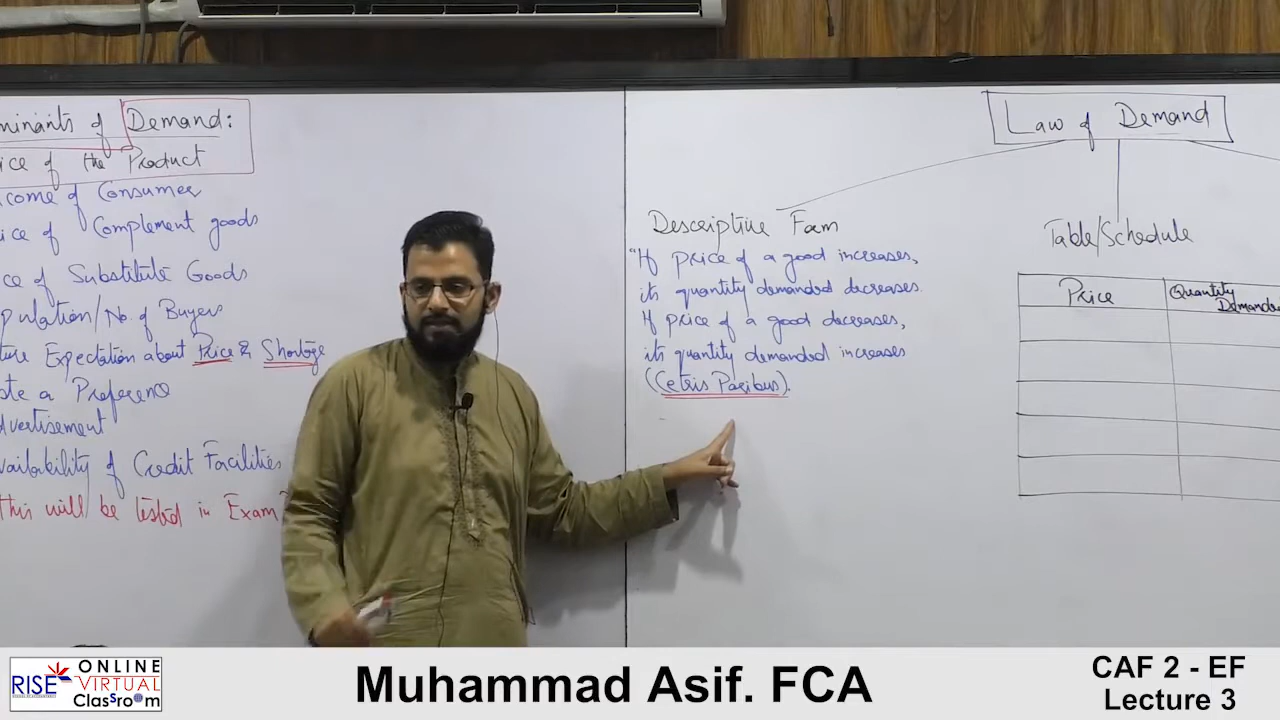 minants of Demand:
ice of the Product
come of Consumer
ice of Complement goods
ce of Substitute Goods
pulation/No. of Buyers
ture Expectation about Price & Shortage
ste a Preference
dvertisement
vailability of Credit Facilities
this will be tested in Exam
Law of Demand
Descriptive Form
"If price of a good increases,
its quantity demanded decreases.
If price of a good decreases,
its quantity demanded increases
(Cetris Paribus).
Table/Schedule
Price
Quantity
Demanded
RISE
ONLINE
VIRTUAL
Classroom
Muhammad Asif. FCA
CAF 2 - EF
Lecture 3